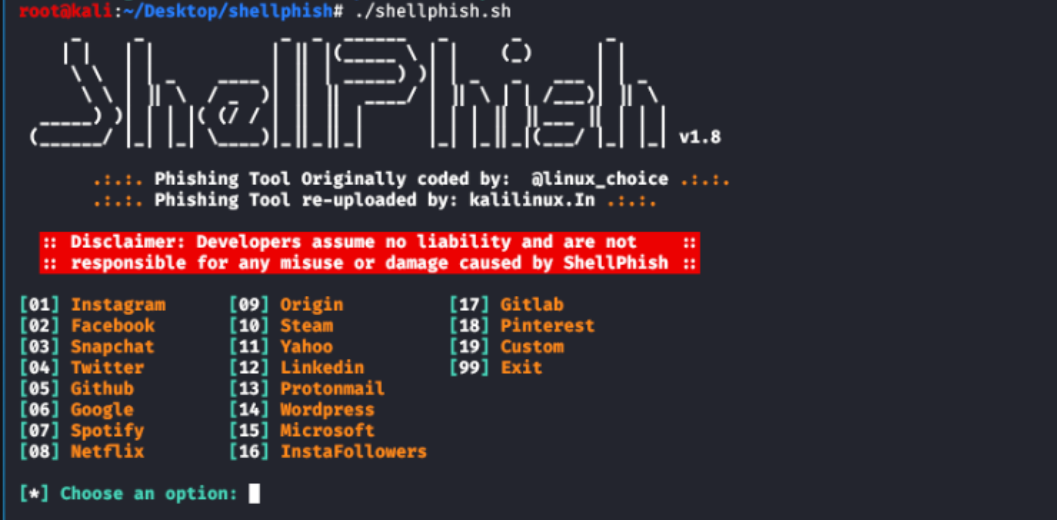 root@kali:~/Desktop/shellphish# ./shellphish.sh
ShellPhish v1.8
.:.:. Phishing Tool Originally coded by:  @linux_choice .:.:.
.:.:. Phishing Tool re-uploaded by: kalilinux.In .:.:.
:: Disclaimer: Developers assume no liability and are not ::
:: responsible for any misuse or damage caused by ShellPhish ::
[01] Instagram [09] Origin [17] Gitlab
[02] Facebook [10] Steam [18] Pinterest
[03] Snapchat [11] Yahoo [19] Custom
[04] Twitter [12] Linkedin [99] Exit
[05] Github [13] Protonmail
[06] Google [14] Wordpress
[07] Spotify [15] Microsoft
[08] Netflix [16] InstaFollowers
[*] Choose an option: